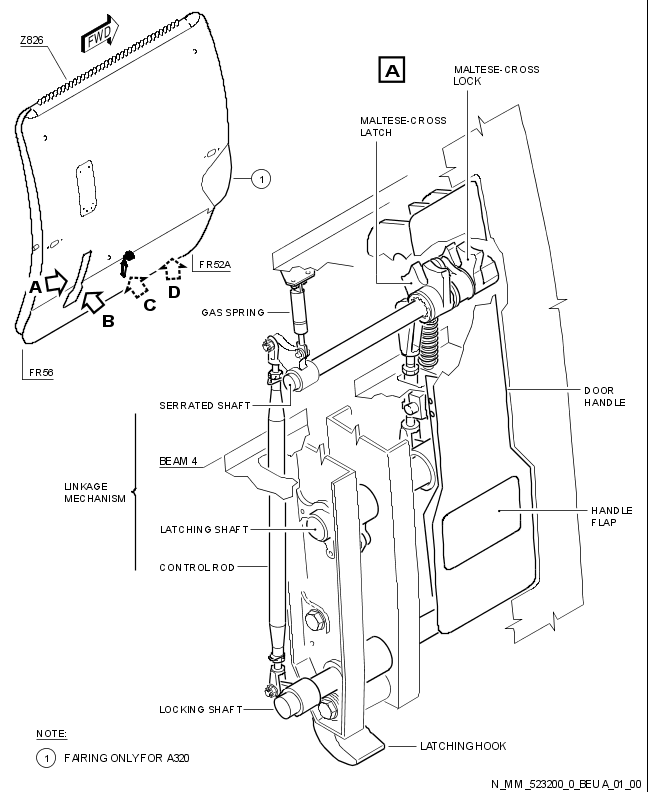 Z826
FWD
A
MALTESE-CROSS
LOCK
MALTESE-CROSS
LATCH
1
FR52A
A
B
C
D
GAS SPRING
FR56
SERRATED SHAFT
DOOR
HANDLE
BEAM 4
LINKAGE
MECHANISM
HANDLE
FLAP
LATCHING SHAFT
CONTROL ROD
LOCKING SHAFT
NOTE:
1 FAIRING ONLY FOR A320
LATCHING HOOK
N_MM_523200_0_BEUA_01_00